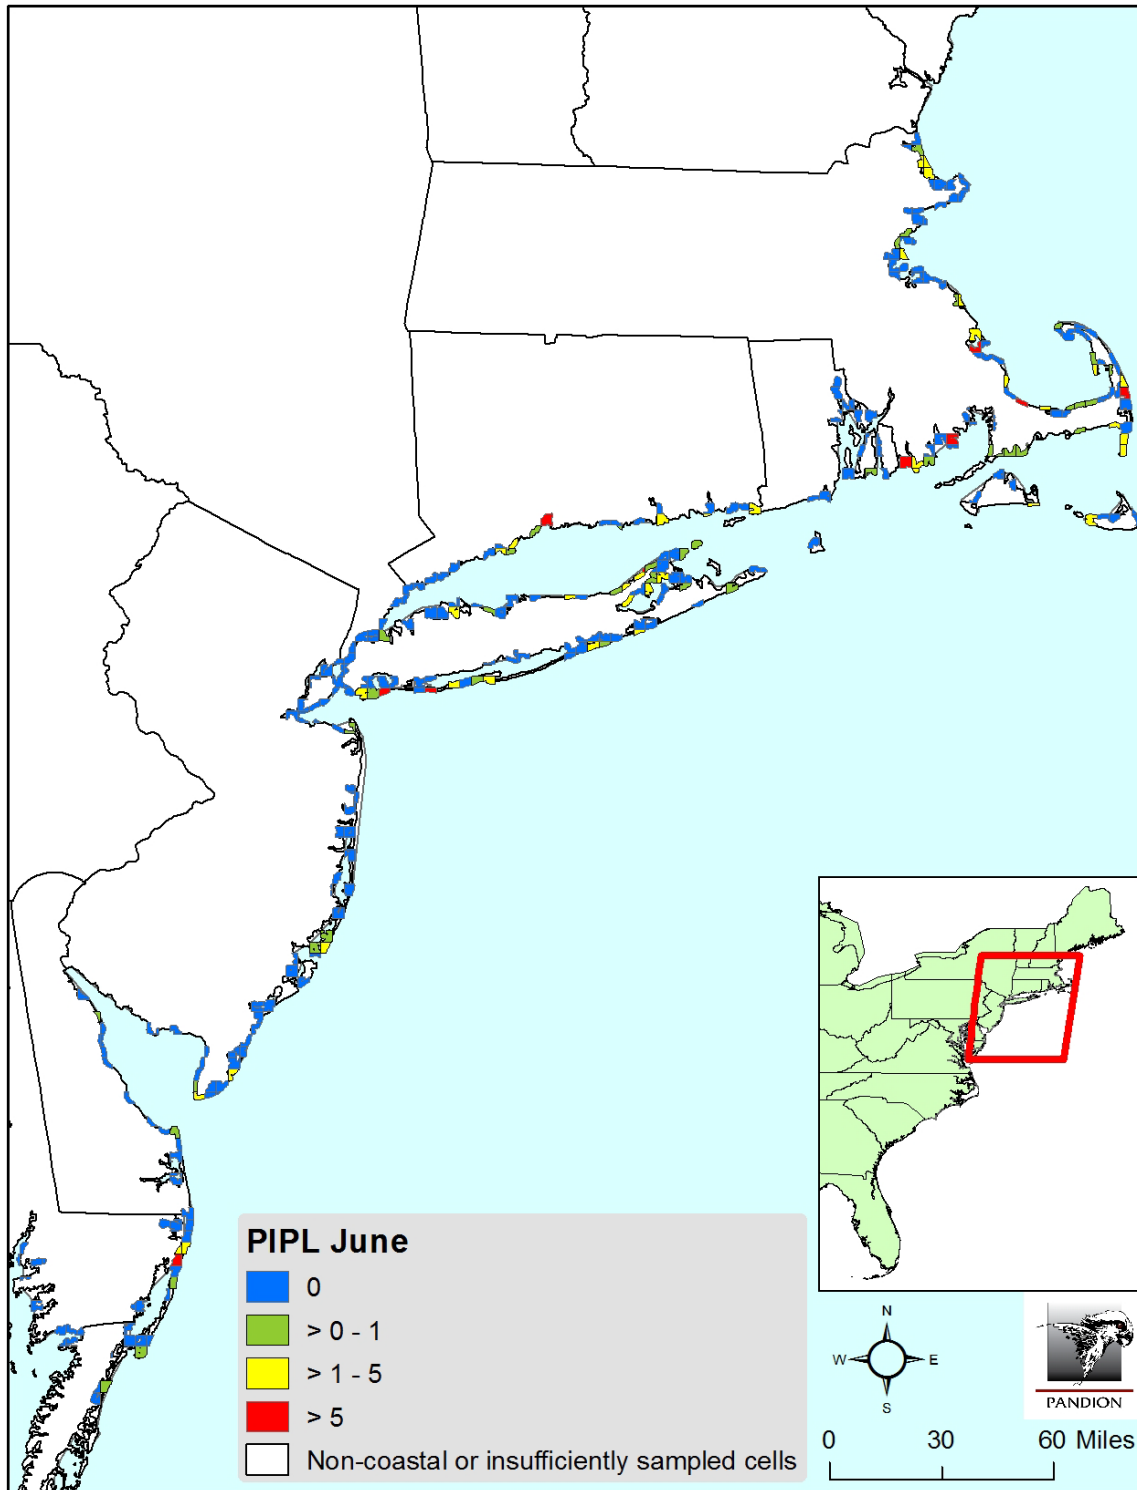 PIPL June
0
> 0 - 1
> 1 - 5
> 5
Non-coastal or insufficiently sampled cells
N
W E
S
PANDION
0 30 60 Miles